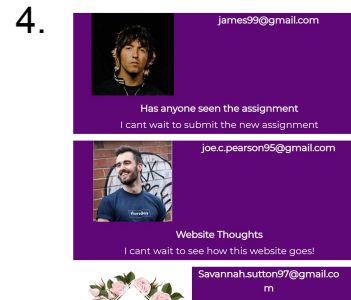 4.
james99@gmail.com
Has anyone seen the assignment
I cant wait to submit the new assignment
joe.c.pearson95@gmail.com
Website Thoughts
I cant wait to see how this website goes!
Savannah.sutton97@gmail.co
m